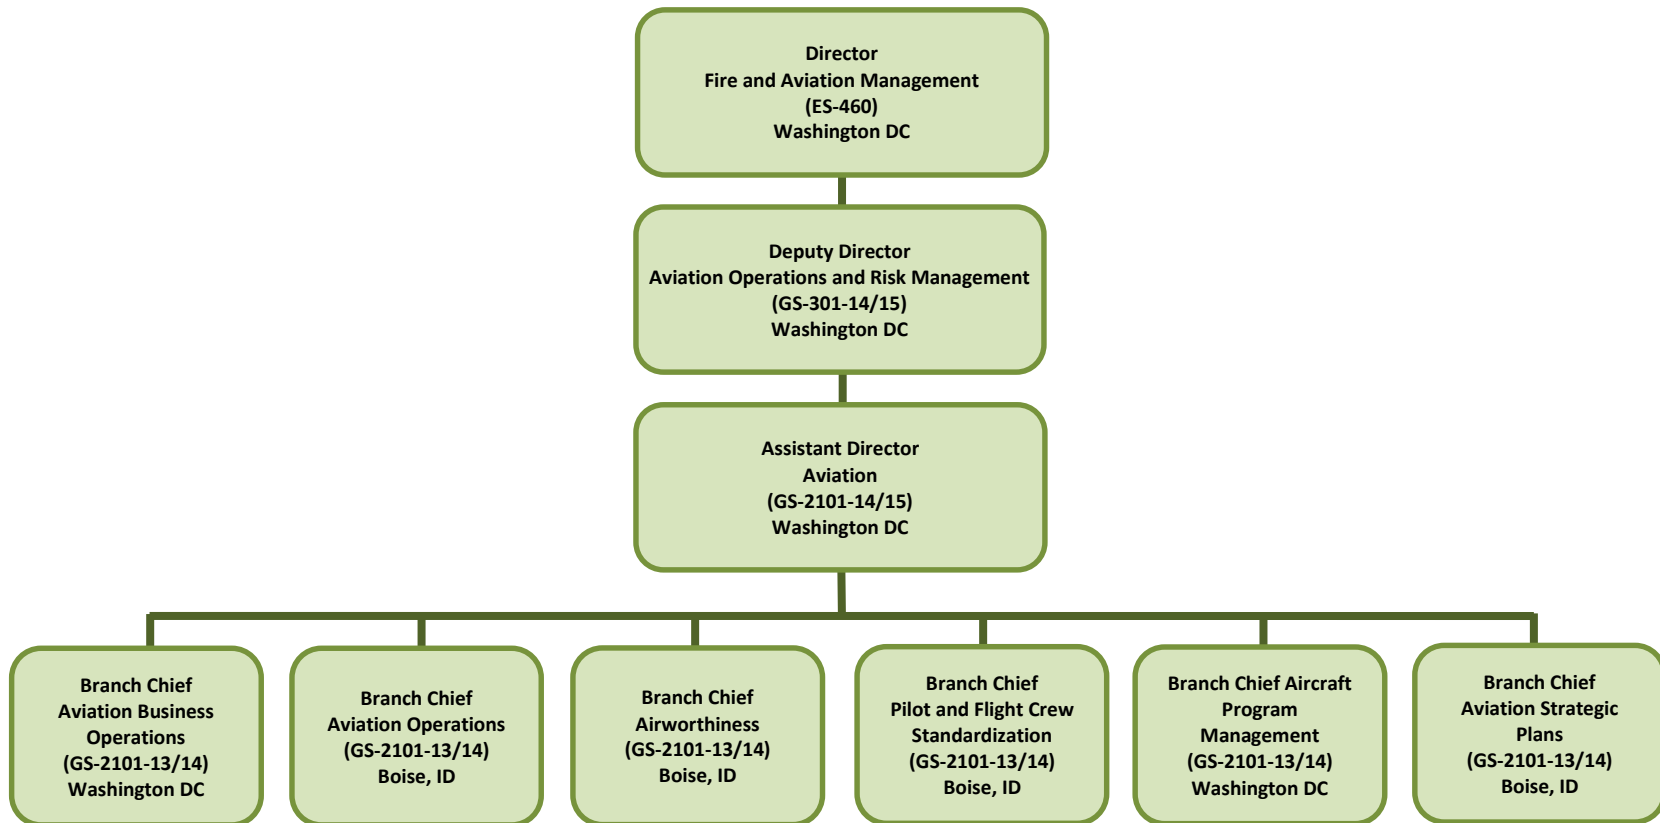 Director
Fire and Aviation Management
(ES-460)
Washington DC
Deputy Director
Aviation Operations and Risk Management
(GS-301-14/15)
Washington DC
Assistant Director
Aviation
(GS-2101-14/15)
Washington DC
Branch Chief
Aviation Business
Operations
(GS-2101-13/14)
Washington DC
Branch Chief
Aviation Operations
(GS-2101-13/14)
Boise, ID
Branch Chief
Airworthiness
(GS-2101-13/14)
Boise, ID
Branch Chief
Pilot and Flight Crew
Standardization
(GS-2101-13/14)
Boise, ID
Branch Chief Aircraft
Program
Management
(GS-2101-13/14)
Washington DC
Branch Chief
Aviation Strategic
Plans
(GS-2101-13/14)
Boise, ID